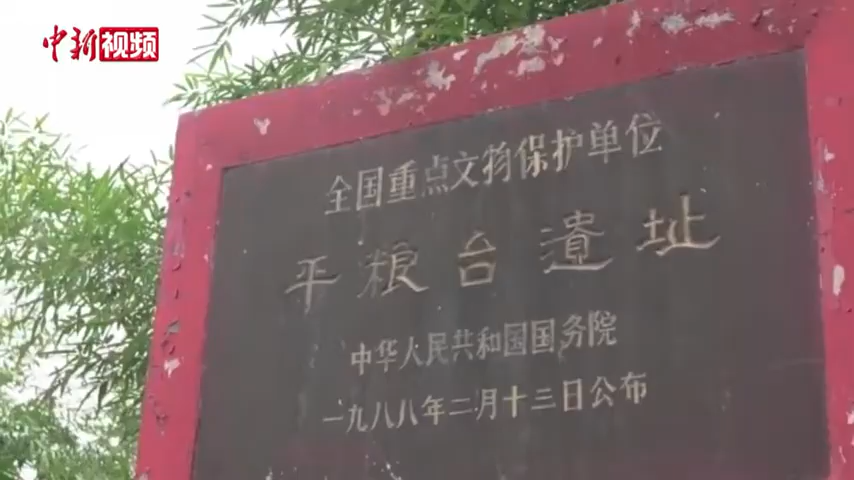 中新视频
全国重点文物保护单位
平粮台遺址
中华人民共和国国务院
一九八八年二月十三日公布